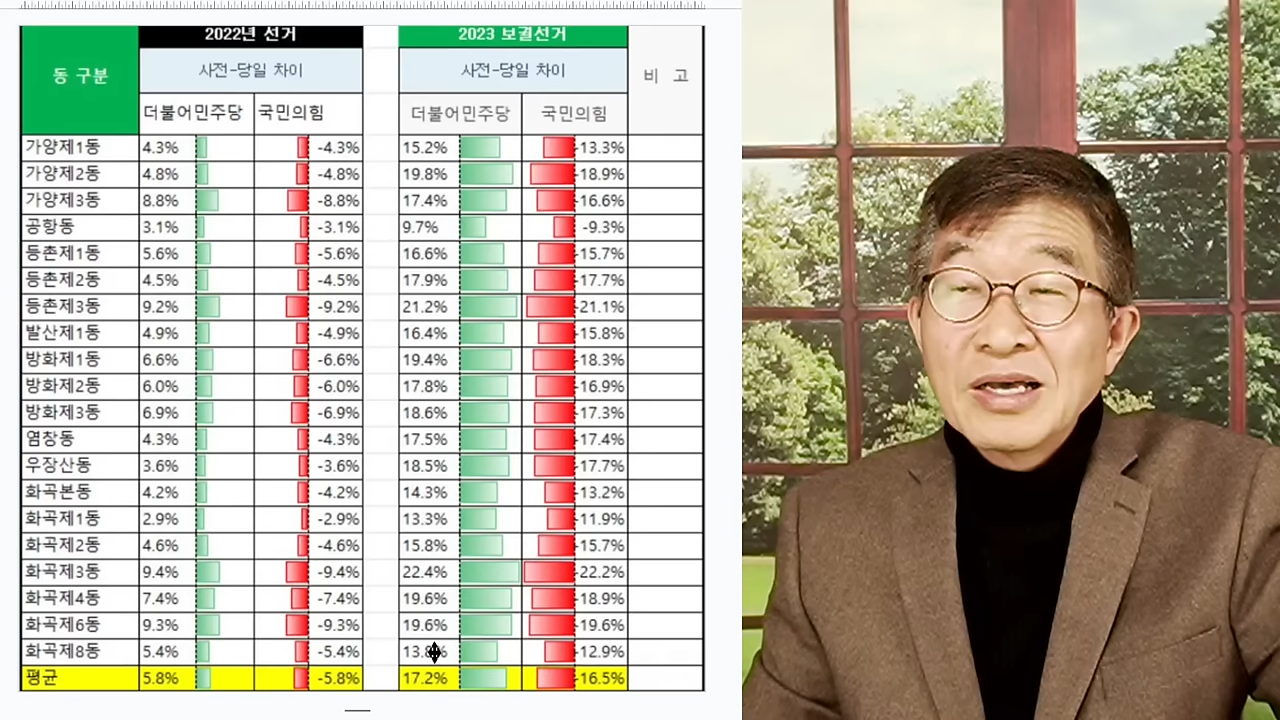 2022년 선거 2023 보궐선거
동 구분 사전-당일 차이 사전-당일 차이 비 고
더불어민주당 국민의힘 더불어민주당 국민의힘
가양제1동 4.3% -4.3% 15.2% -13.3%
가양제2동 4.8% -4.8% 19.8% -18.9%
가양제3동 8.8% -8.8% 17.4% -16.6%
공항동 3.1% -3.1% 9.7% -9.3%
등촌제1동 5.6% -5.6% 16.6% -15.7%
등촌제2동 4.5% -4.5% 17.9% -17.7%
등촌제3동 9.2% -9.2% 21.2% -21.1%
발산제1동 4.9% -4.9% 16.4% -15.8%
방화제1동 6.6% -6.6% 19.4% -18.3%
방화제2동 6.0% -6.0% 17.8% -16.9%
방화제3동 6.9% -6.9% 18.6% -17.3%
염창동 4.3% -4.3% 17.5% -17.4%
우장산동 3.6% -3.6% 18.5% -17.7%
화곡본동 4.2% -4.2% 14.3% -13.2%
화곡제1동 2.9% -2.9% 13.3% -11.9%
화곡제2동 4.6% -4.6% 15.8% -15.7%
화곡제3동 9.4% -9.4% 22.4% -22.2%
화곡제4동 7.4% -7.4% 19.6% -18.9%
화곡제6동 9.3% -9.3% 19.6% -19.6%
화곡제8동 5.4% -5.4% -12.9%
평균 5.8% -5.8% 17.2% -16.5%